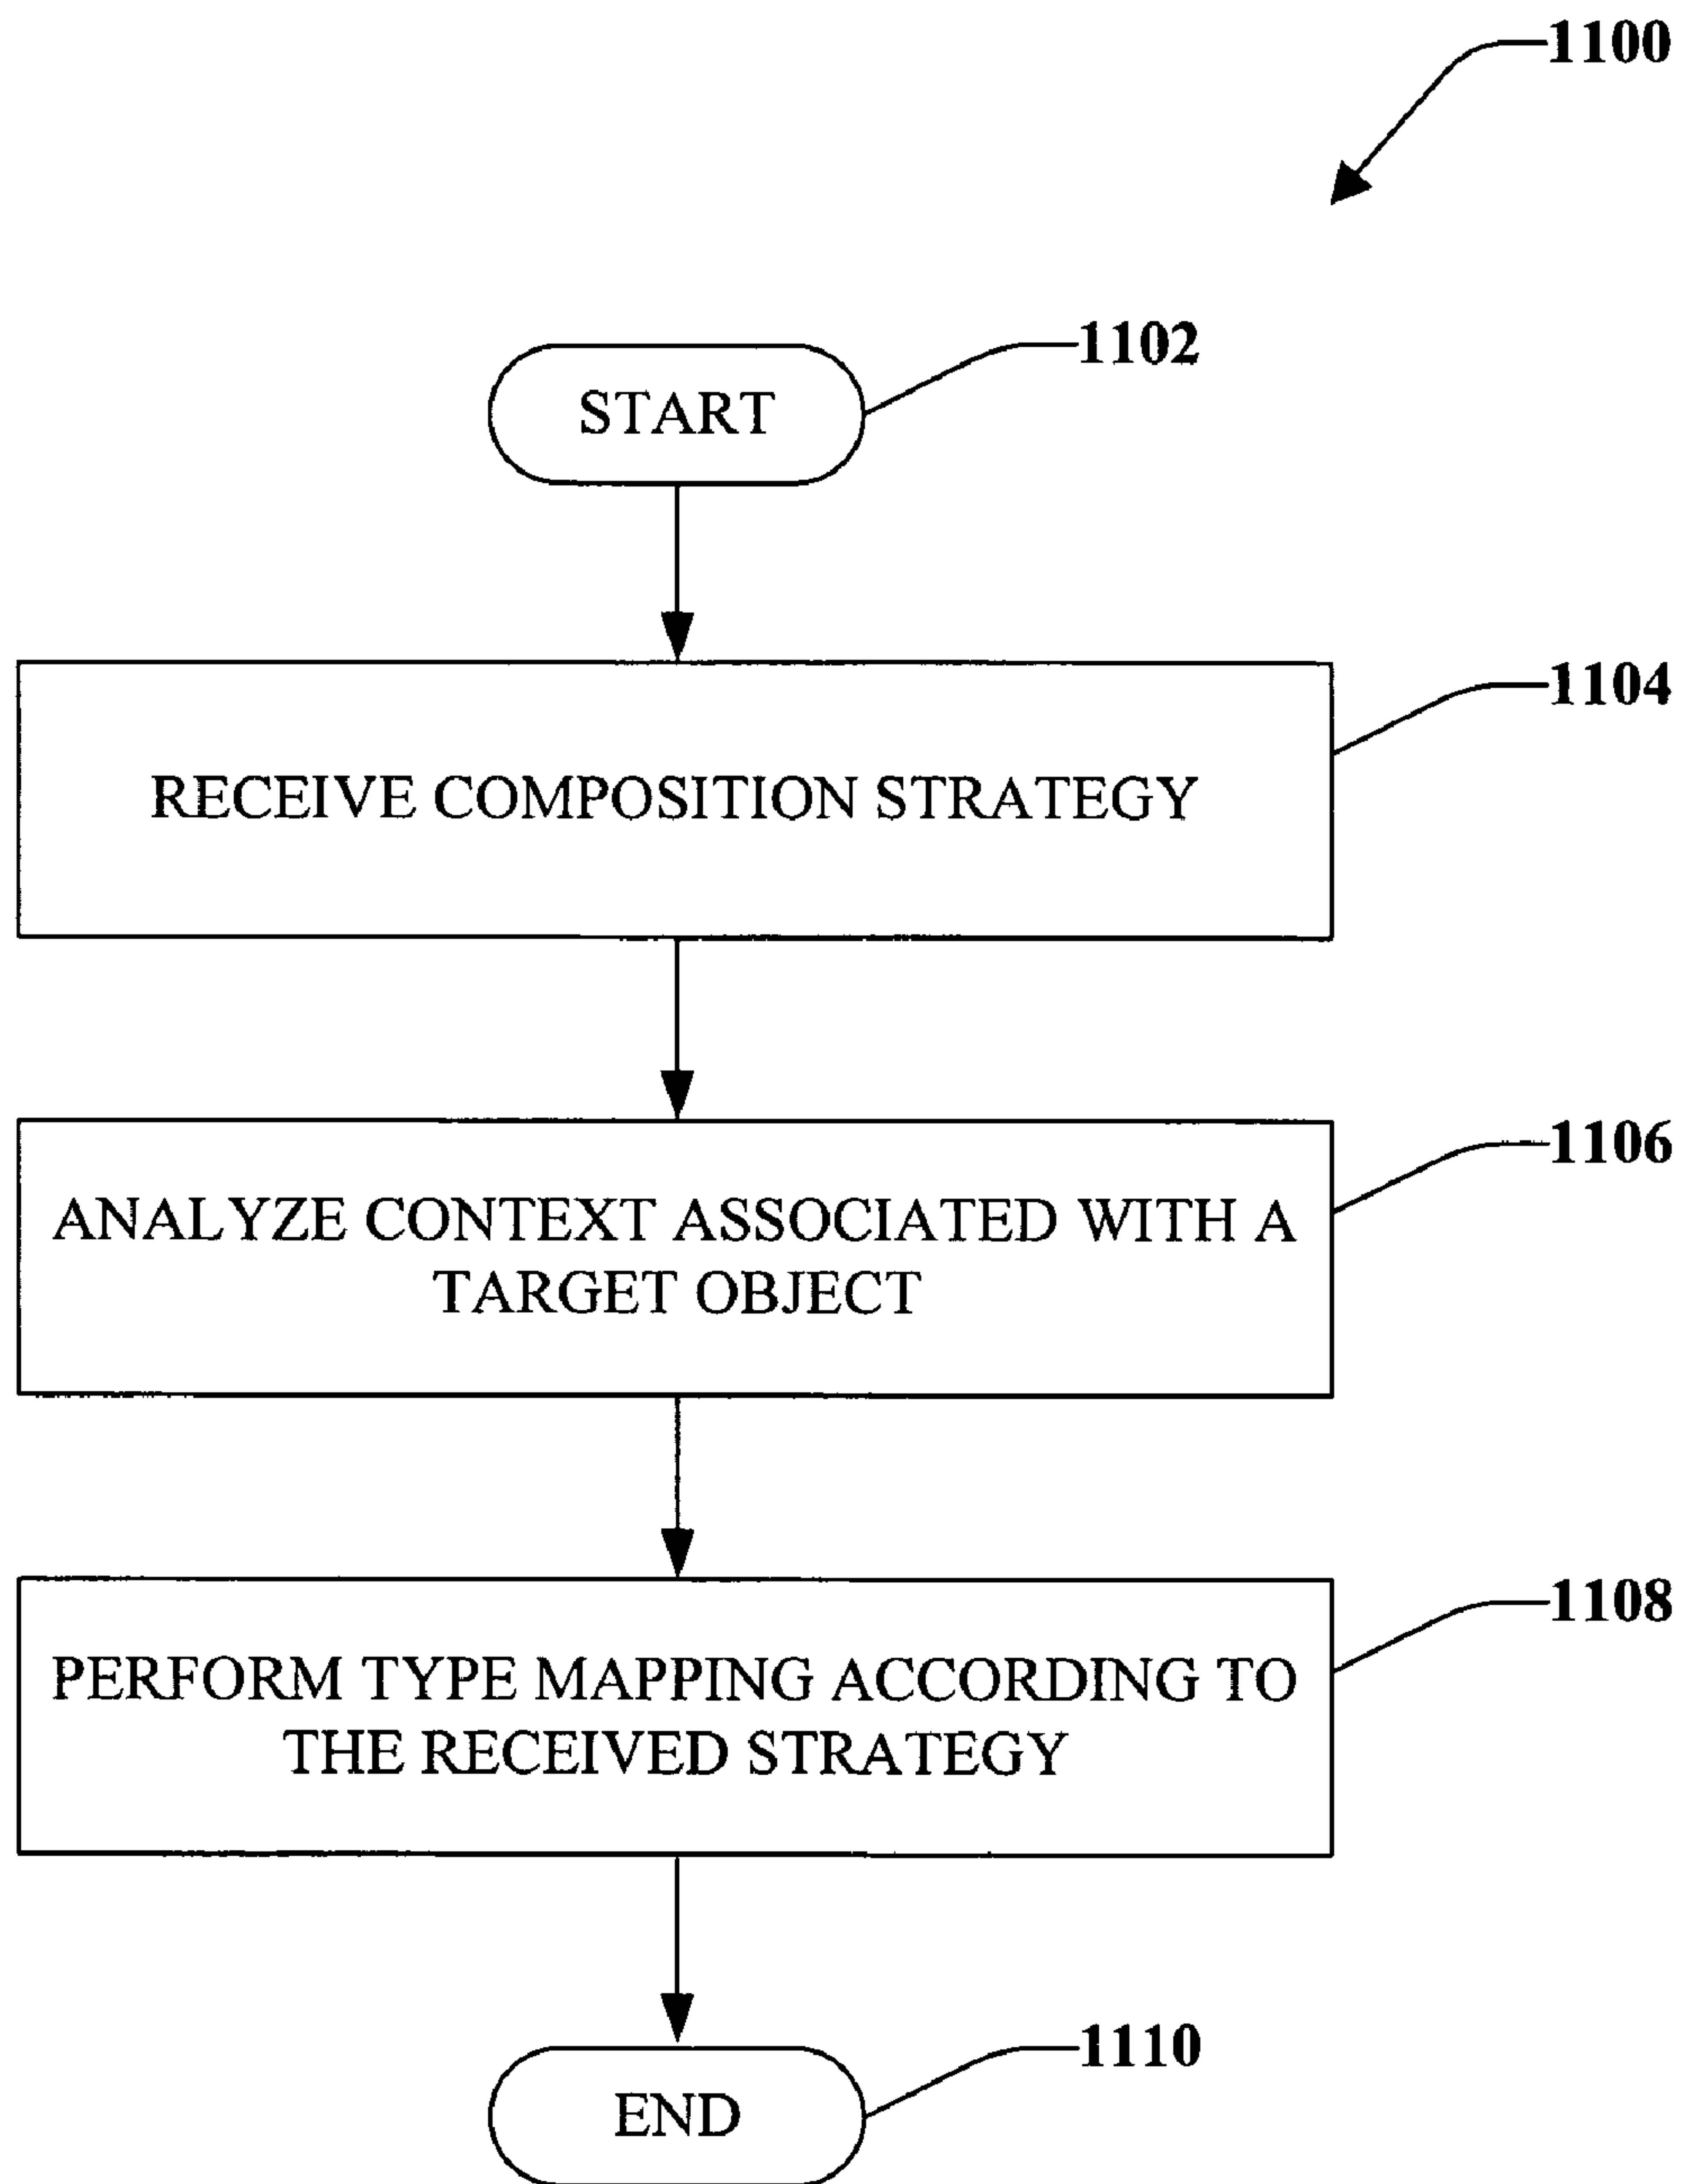 1100
1102
START
1104
RECEIVE COMPOSITION STRATEGY
1106
ANALYZE CONTEXT ASSOCIATED WITH A
TARGET OBJECT
1108
PERFORM TYPE MAPPING ACCORDING TO
THE RECEIVED STRATEGY
1110
END